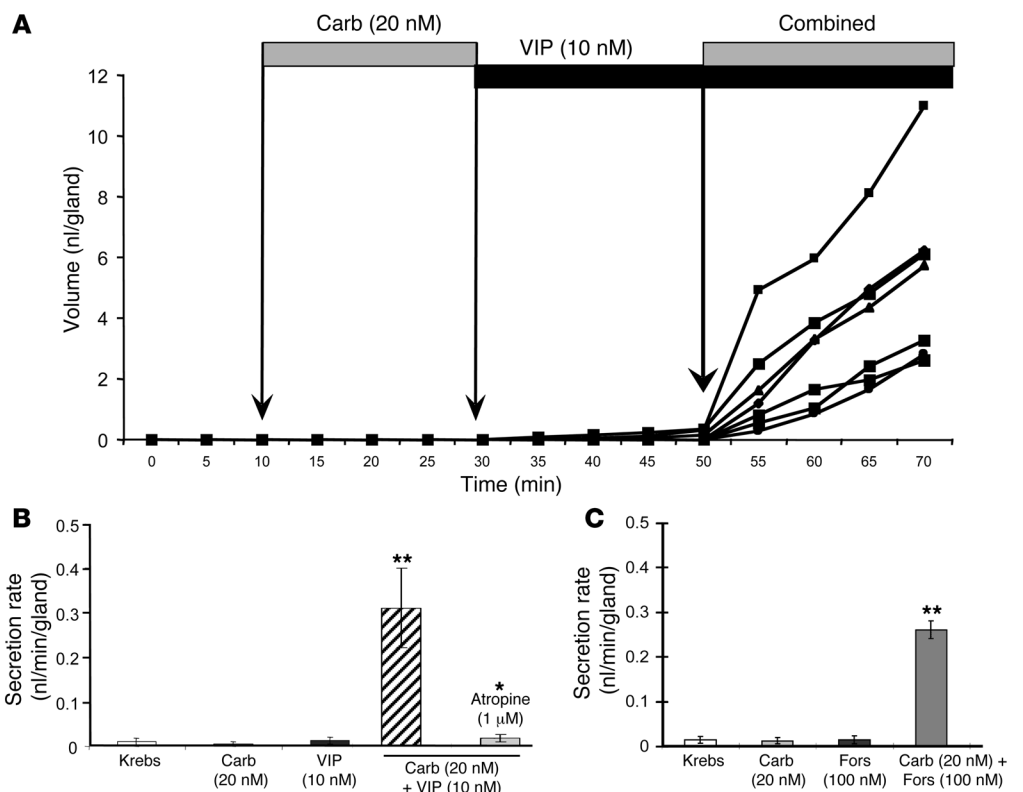 A
Carb (20 nM)
VIP (10 nM)
Combined
Volume (nl/gland)
12
10
8
6
4
2
0
0 5 10 15 20 25 30 35 40 45 50 55 60 65 70
Time (min)
B
Secretion rate
(nl/min/gland)
0.5
0.4
0.3
0.2
0.1
0
**
*
Atropine
(1 μM)
Krebs
Carb
(20 nM)
VIP
(10 nM)
Carb (20 nM)
+ VIP (10 nM)
C
Secretion rate
(nl/min/gland)
0.5
0.4
0.3
0.2
0.1
0
**
Krebs
Carb
(20 nM)
Fors
(100 nM)
Carb (20 nM) +
Fors (100 nM)